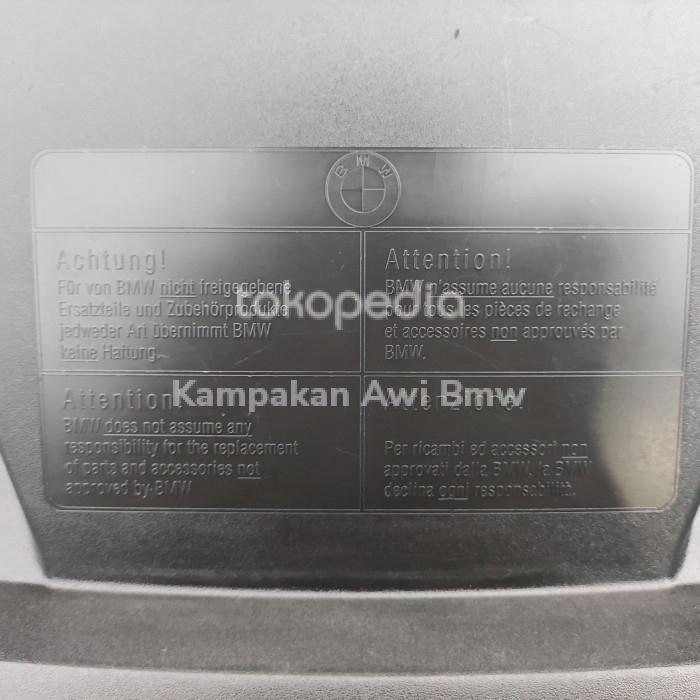 BMW
Achtung!
Für von BMW nicht freigegebene
Ersatzteile und Zubehörprodukte
jedweder Art übernimmt BMW
keine Haftung.
Attention!
BMW n'assume aucune responsabilité
pour tous les pièces de rechange
et accessoires non approuvés par
BMW.
tokopedia
Kampakan Awi Bmw
Attention!
BMW does not assume any
responsibility for the replacement
of parts and accessories not
approved by BMW
Attenzione!
Per ricambi ed accessori non
approvati dalla BMW, la BMW
declina ogni responsabilità.